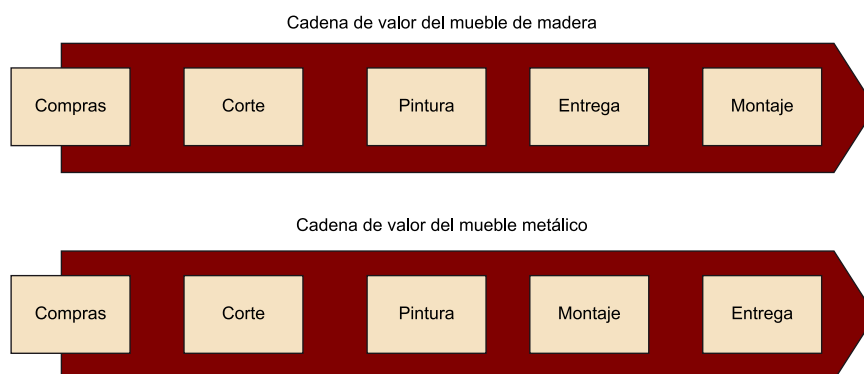 Cadena de valor del mueble de madera
Compras
Corte
Pintura
Entrega
Montaje
Cadena de valor del mueble metálico
Compras
Corte
Pintura
Montaje
Entrega